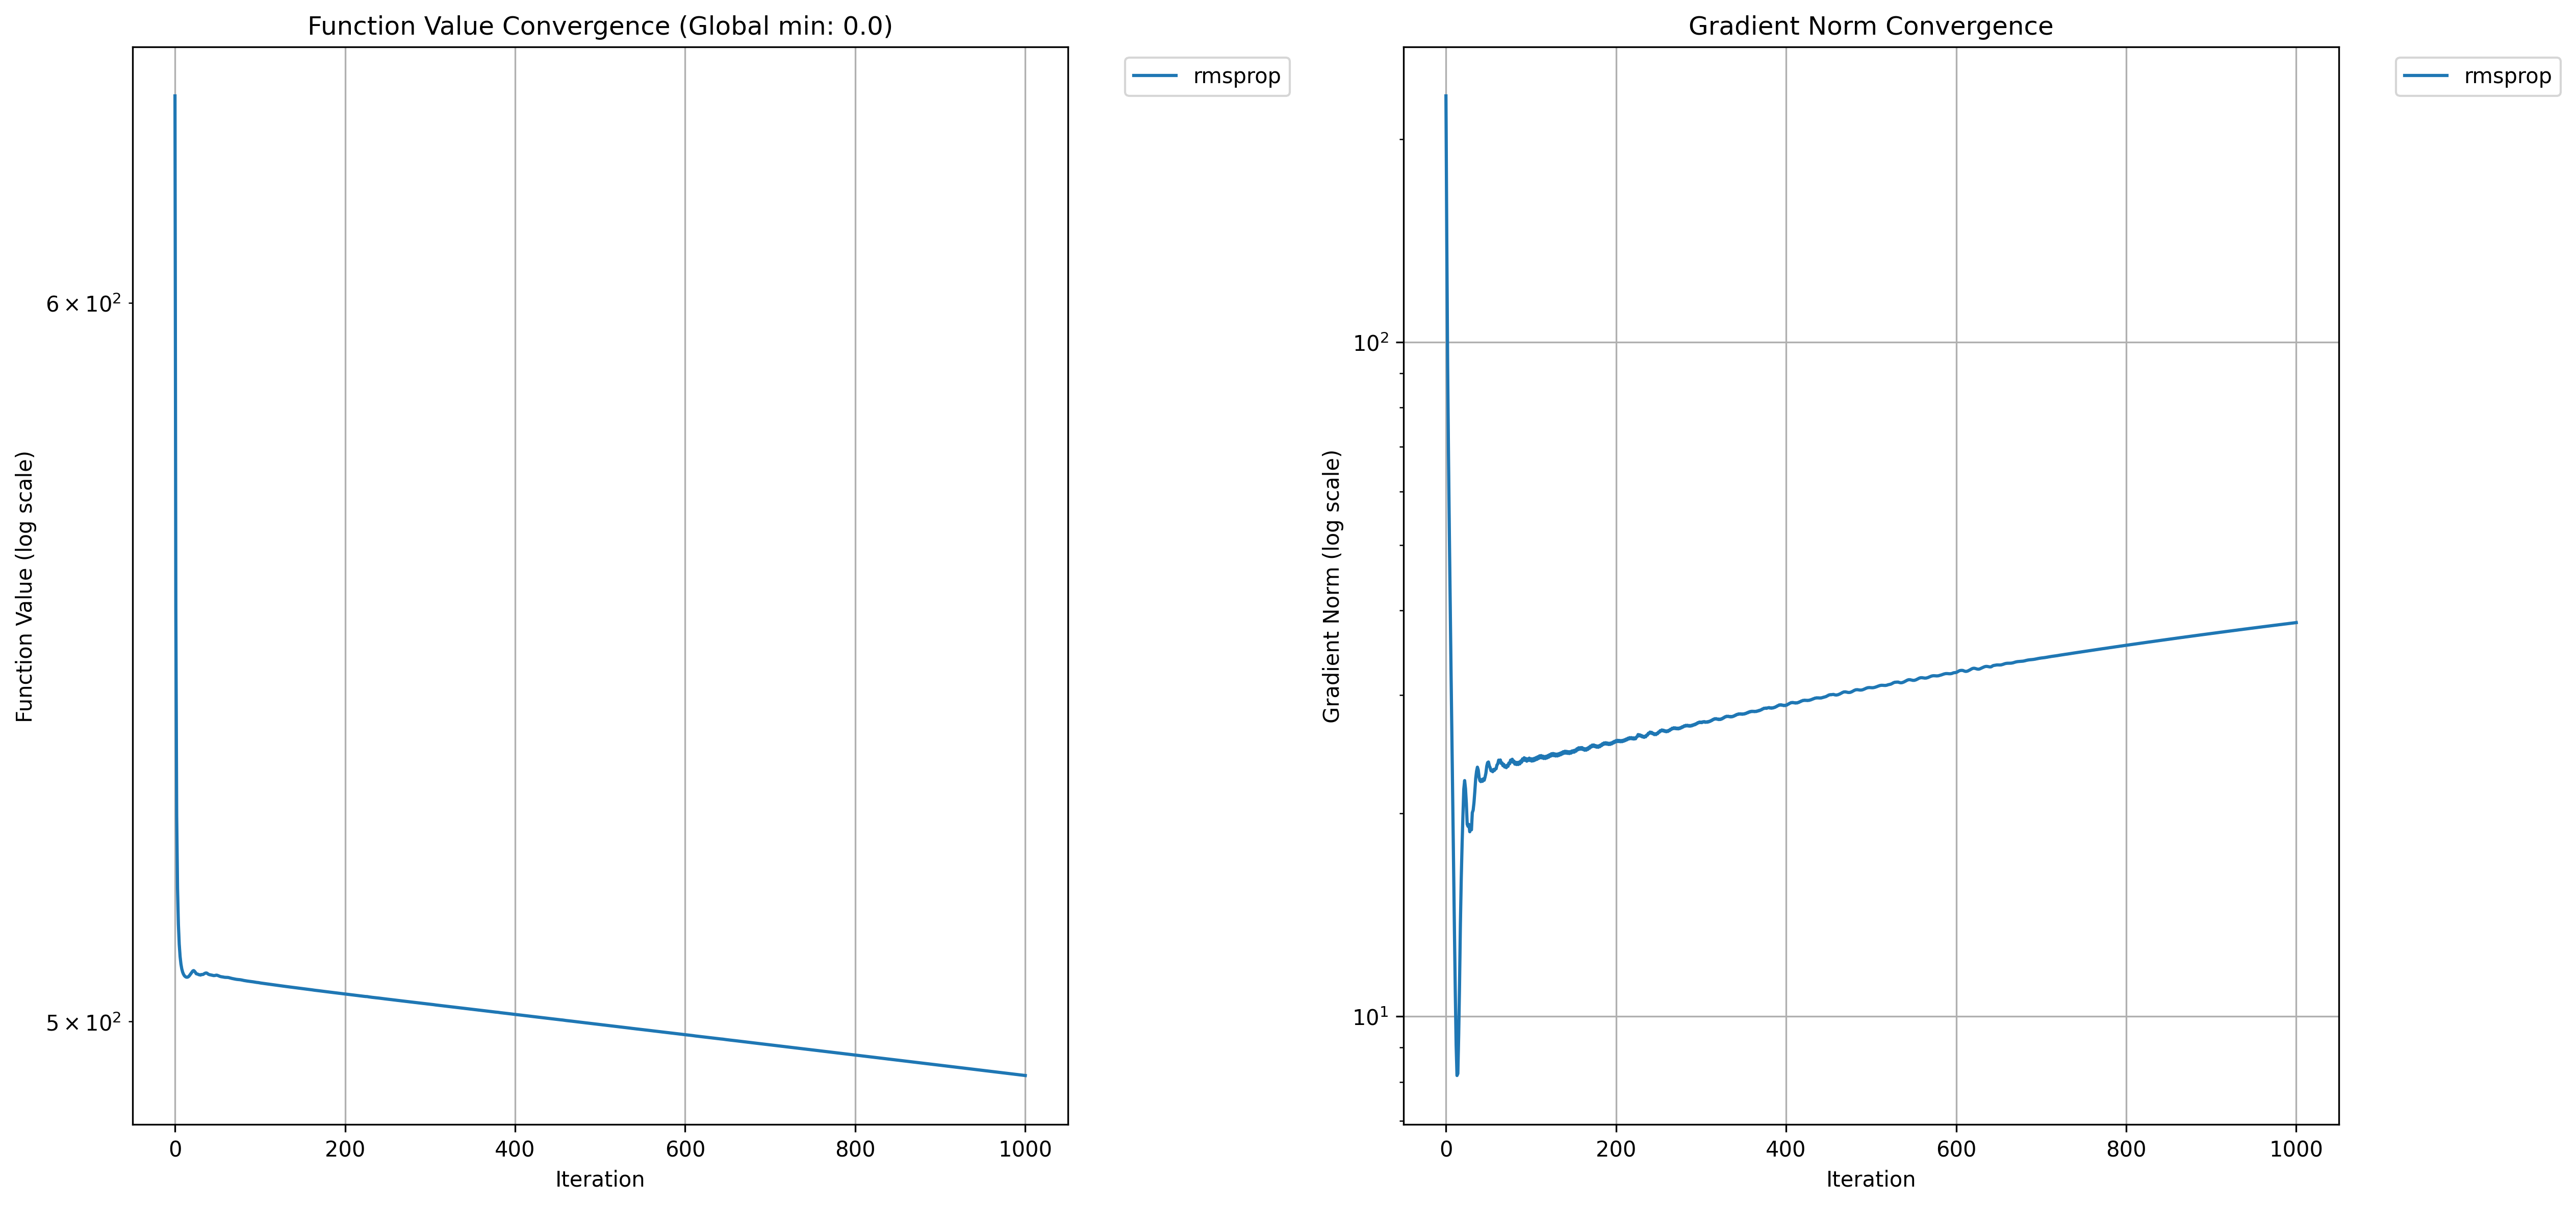 Function Value Convergence (Global min: 0.0)
rmsprop
6 × 10²
5 × 10²
Function Value (log scale)
0 200 400 600 800 1000
Iteration
Gradient Norm Convergence
rmsprop
10²
10¹
Gradient Norm (log scale)
0 200 400 600 800 1000
Iteration